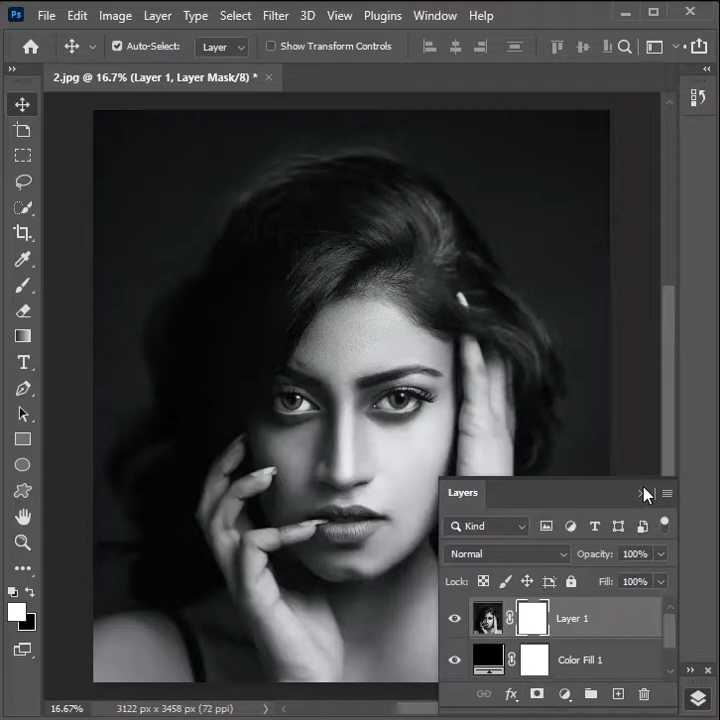 Ps File Edit Image Layer Type Select Filter 3D View Plugins Window Help
Auto-Select: Layer Show Transform Controls
2.jpg @ 16.7% (Layer 1, Layer Mask/8) *
Layers
Kind
Normal Opacity: 100%
Lock: Fill: 100%
Layer 1
Color Fill 1
fx
16.67% 3122 px x 3458 px (72 ppi)